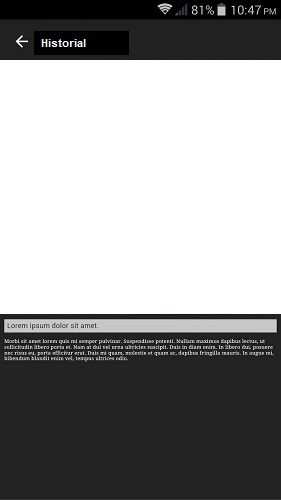 81% 10:47 PM
Historial
Lorem ipsum dolor sit amet.
Morbi sit amet lorem quis mi semper pulvinar. Suspendisse potenti. Nullam maximus dapibus lectus, ut
sollicitudin libero porta et. Nam at dui vel urna ultricies suscipit. Duis in diam enim. In libero dui, posuere
nec risus eu, porta efficitur erat. Duis mi quam, molestie et quam ac, dapibus fringilla mauris. In augue mi,
bibendum blandit enim vel, tempus ultrices odio.